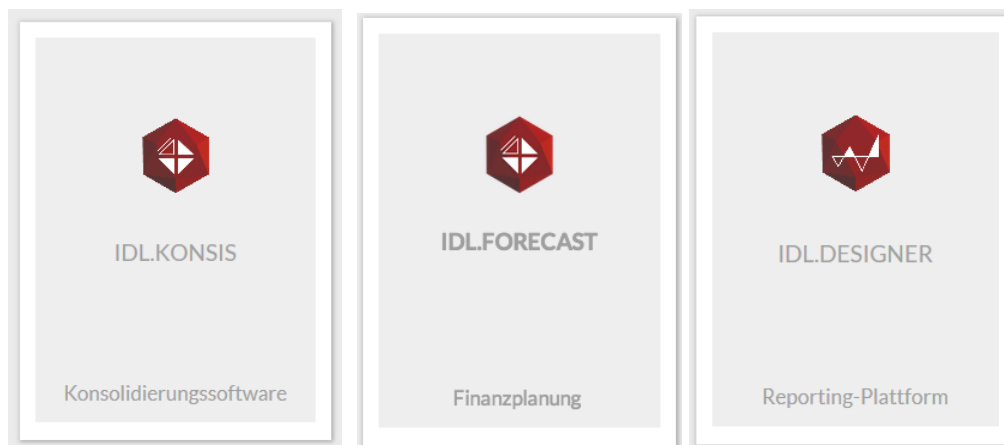 IDL.KONSIS
Konsolidierungssoftware
IDL.FORECAST
Finanzplanung
IDL.DESIGNER
Reporting-Plattform